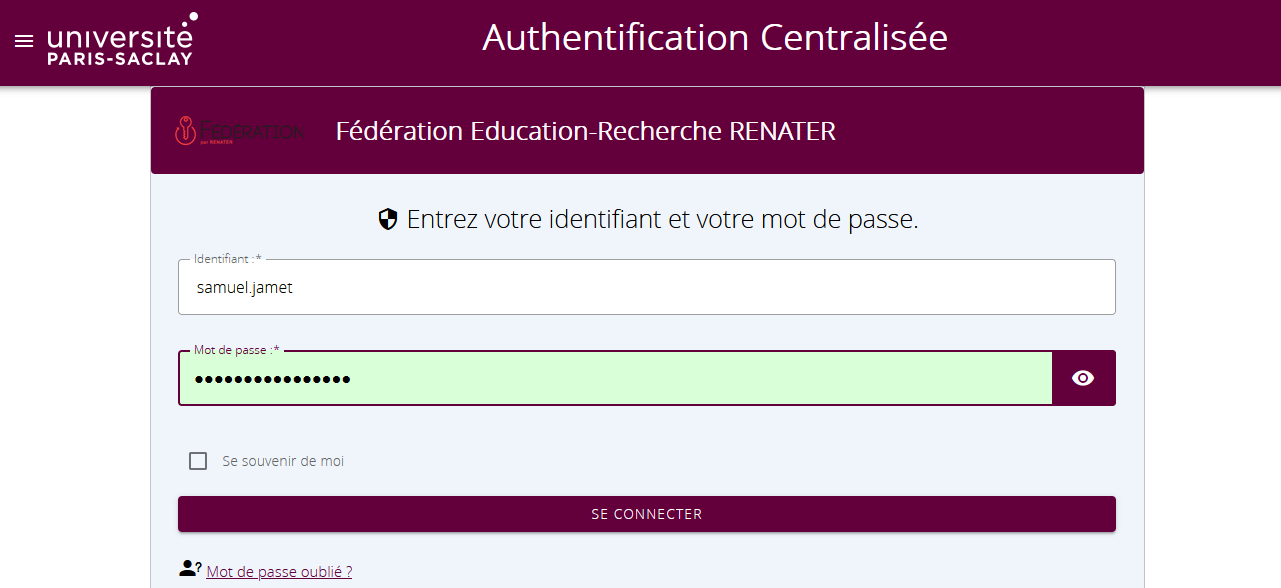 université
PARIS-SACLAY
Authentification Centralisée
FÉDÉRATION
par RENATER
Fédération Education-Recherche RENATER
Entrez votre identifiant et votre mot de passe.
Identifiant :*
samuel.jamet
Mot de passe :*
••••••••••••••••
Se souvenir de moi
SE CONNECTER
Mot de passe oublié ?